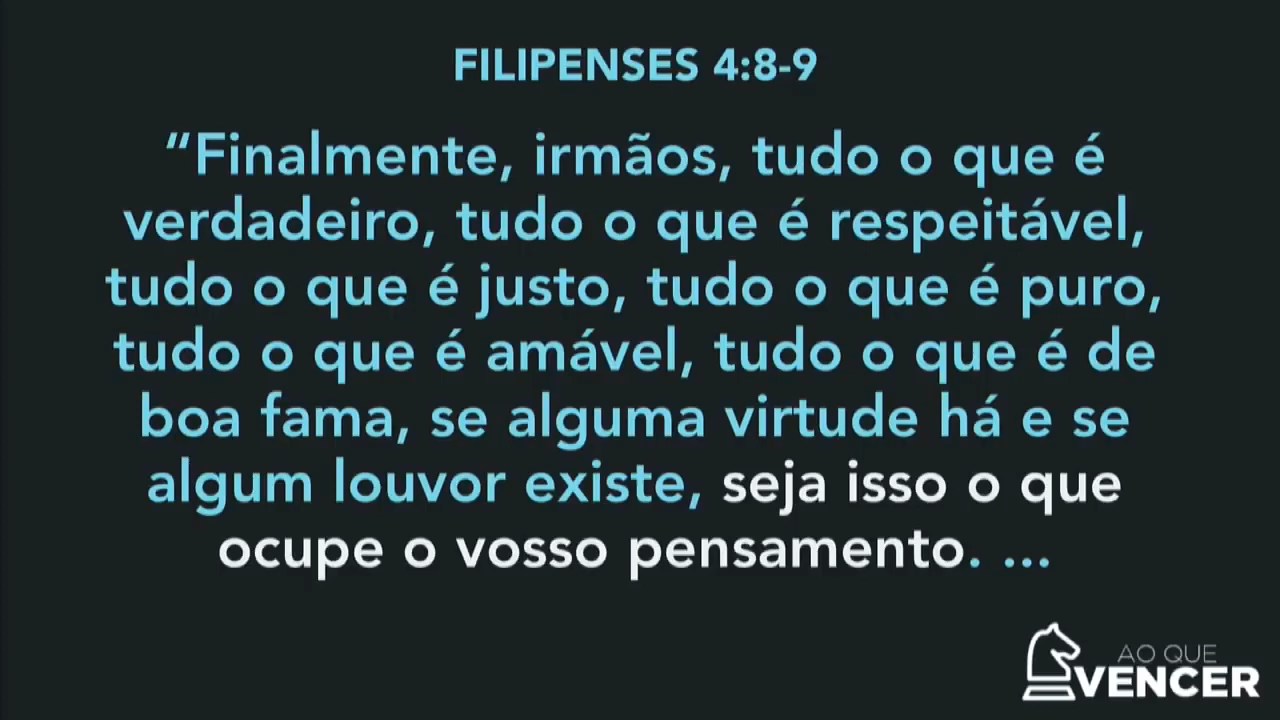 FILIPENSES 4:8-9
“Finalmente, irmãos, tudo o que é
verdadeiro, tudo o que é respeitável,
tudo o que é justo, tudo o que é puro,
tudo o que é amável, tudo o que é de
boa fama, se alguma virtude há e se
algum louvor existe, seja isso o que
ocupe o vosso pensamento. ...
AO QUE
VENCER